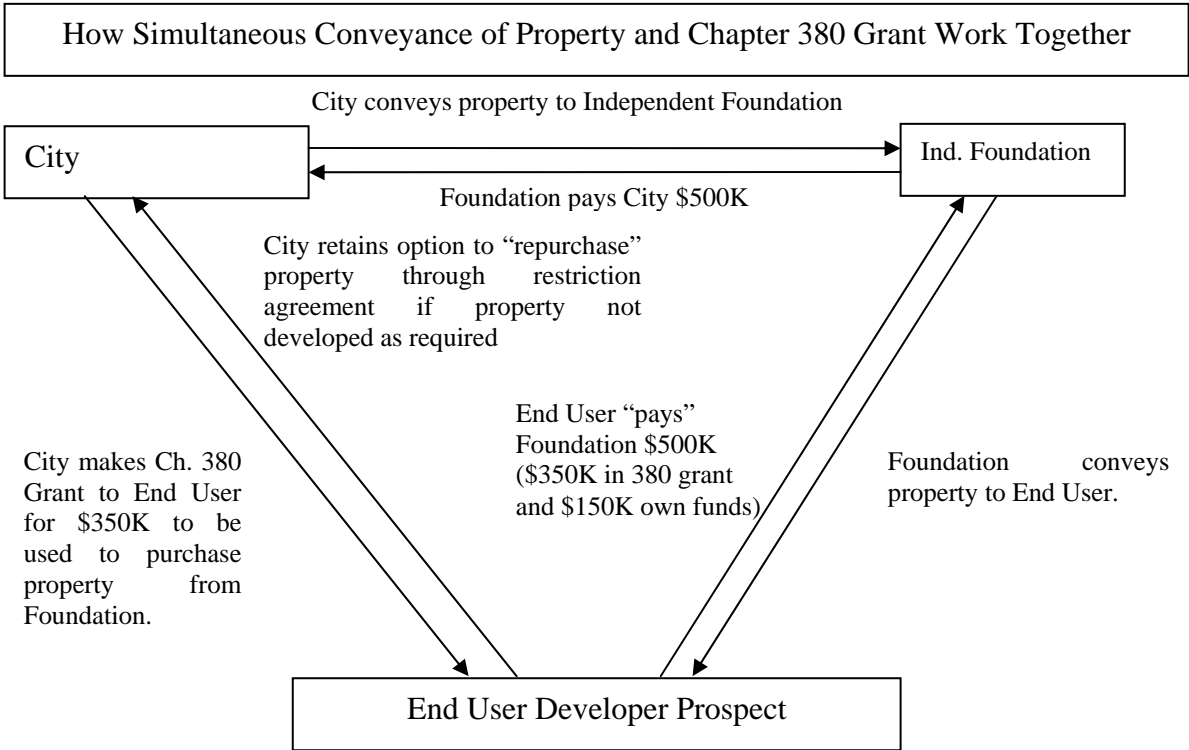 How Simultaneous Conveyance of Property and Chapter 380 Grant Work Together
City conveys property to Independent Foundation
City
Ind. Foundation
Foundation pays City $500K
City retains option to “repurchase”
property through restriction
agreement if property not
developed as required
End User “pays”
Foundation $500K
($350K in 380 grant
and $150K own funds)
City makes Ch. 380
Grant to End User
for $350K to be
used to purchase
property from
Foundation.
Foundation conveys
property to End User.
End User Developer Prospect